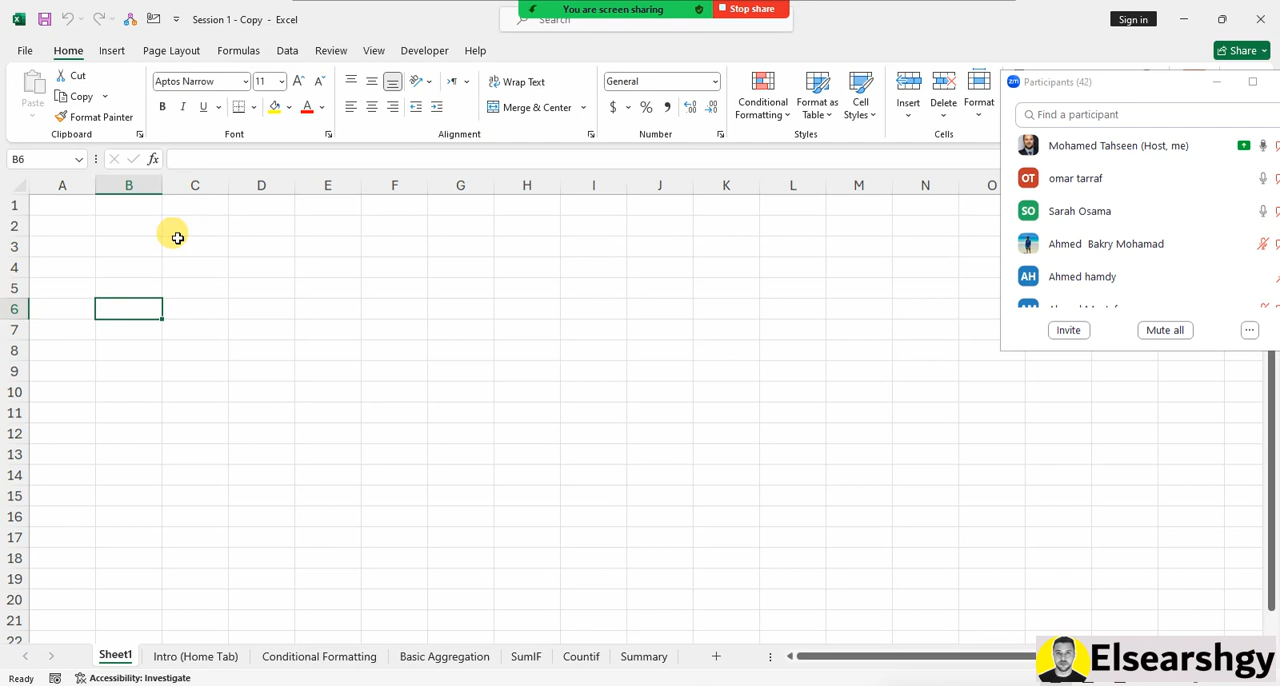 Session 1 - Copy - Excel
Search
You are screen sharing
Stop share
Sign in
File Home Insert Page Layout Formulas Data Review View Developer Help
Share
Paste
Cut
Copy
Format Painter
Clipboard
Aptos Narrow 11
B I U
Font
Wrap Text
Merge & Center
Alignment
General
$ % 9
Number
Conditional Formatting
Format as Table
Cell Styles
Styles
Insert Delete Format
Cells
Participants (42)
Find a participant
Mohamed Tahseen (Host, me)
OT omar tarraf
SO Sarah Osama
Ahmed Bakry Mohamad
AH Ahmed hamdy
Invite Mute all ...
B6 fx
A B C D E F G H I J K L M N O
1
2
3
4
5
6
7
8
9
10
11
12
13
14
15
16
17
18
19
20
21
22
Sheet1 Intro (Home Tab) Conditional Basic Aggregation SumIF Countif Summary
Ready Accessibility: Investigate
Elsearshgy